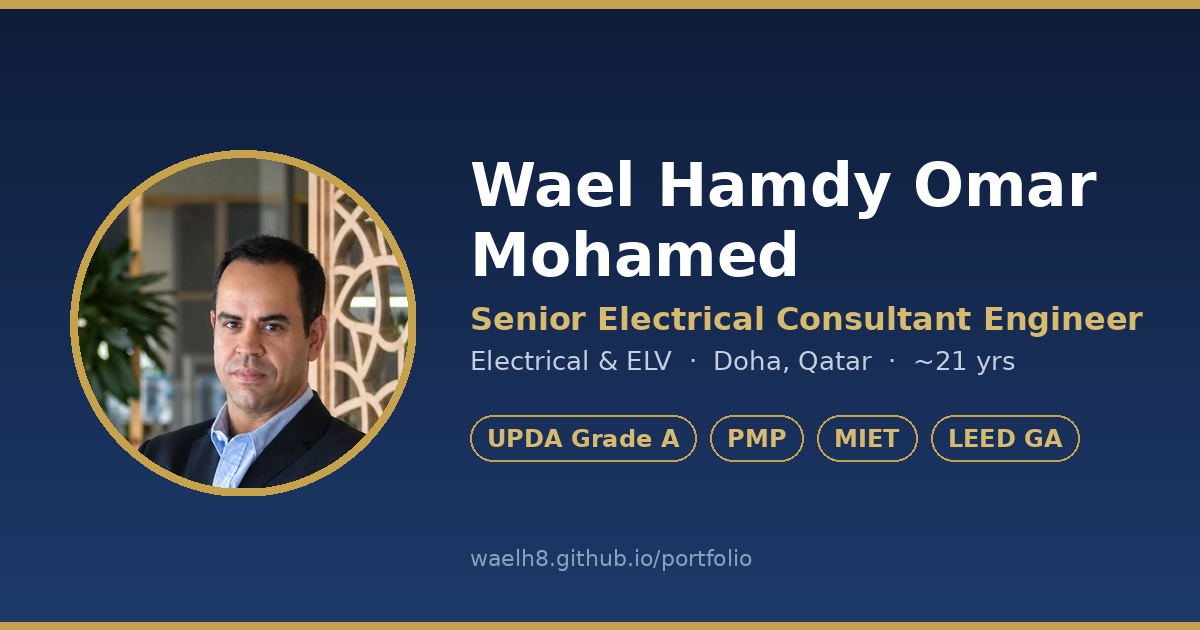 Wael Hamdy Omar
Mohamed
Senior Electrical Consultant Engineer
Electrical & ELV · Doha, Qatar · ~21 yrs
UPDA Grade A PMP MIET LEED GA
waelh8.github.io/portfolio